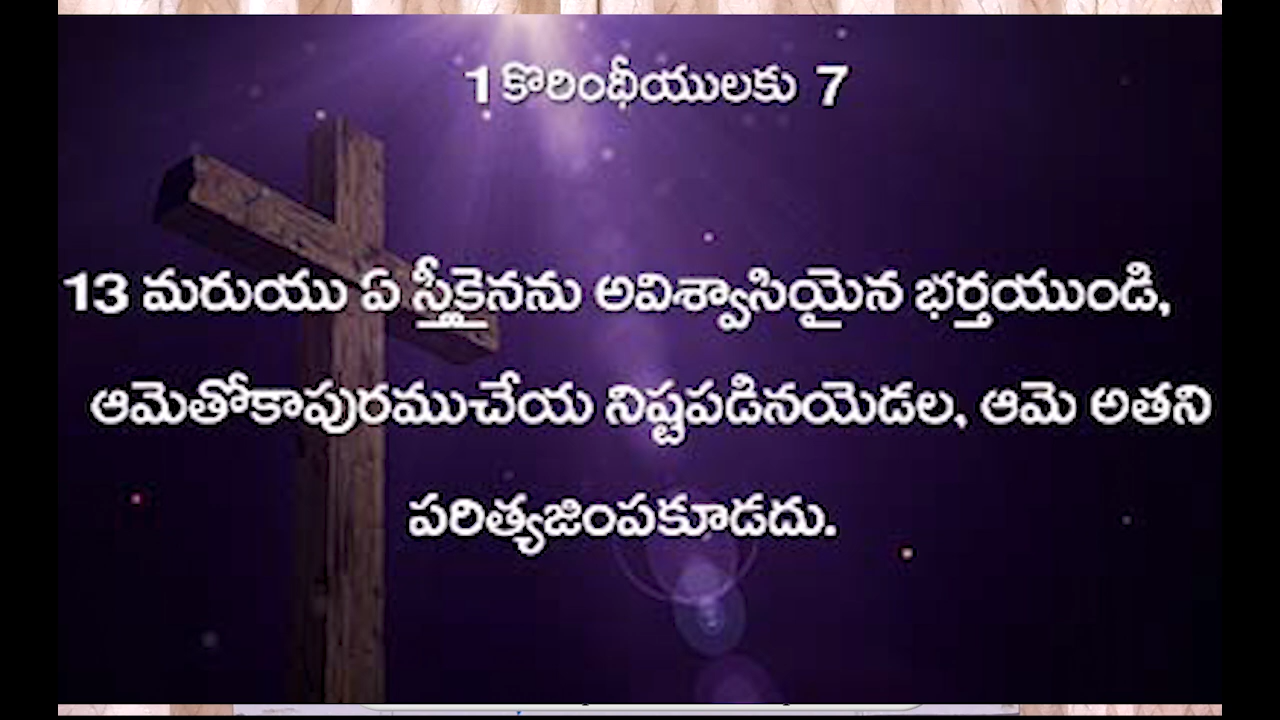 1 కొరింథీయులకు 7
13 మరుయు ఏ స్త్రీకైనను అవిశ్వాసియైన భర్తయుండి,
ఆమెతోకాపురముచేయ నిష్టపడినయెడల, ఆమె అతని
పరిత్యజింపకూడదు.